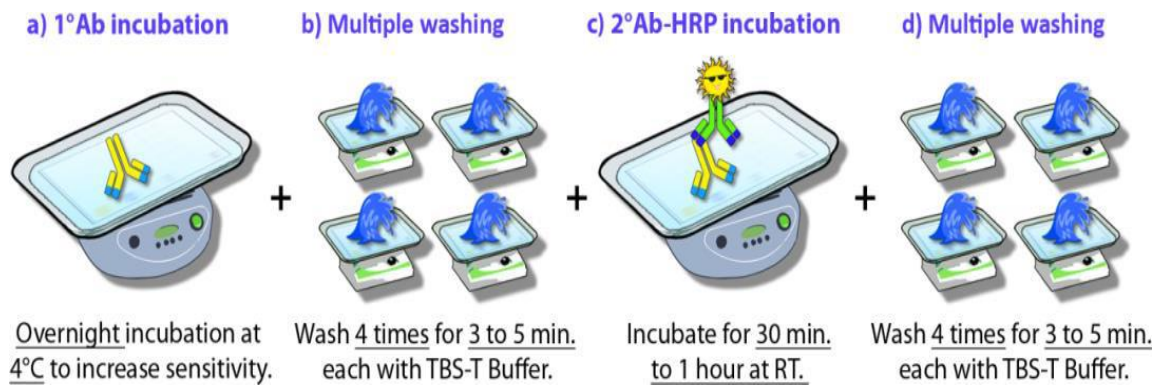 a) 1°Ab incubation
b) Multiple washing
c) 2°Ab-HRP incubation
d) Multiple washing
+
+
+
Overnight incubation at
4°C to increase sensitivity.
Wash 4 times for 3 to 5 min.
each with TBS-T Buffer.
Incubate for 30 min.
to 1 hour at RT.
Wash 4 times for 3 to 5 min.
each with TBS-T Buffer.